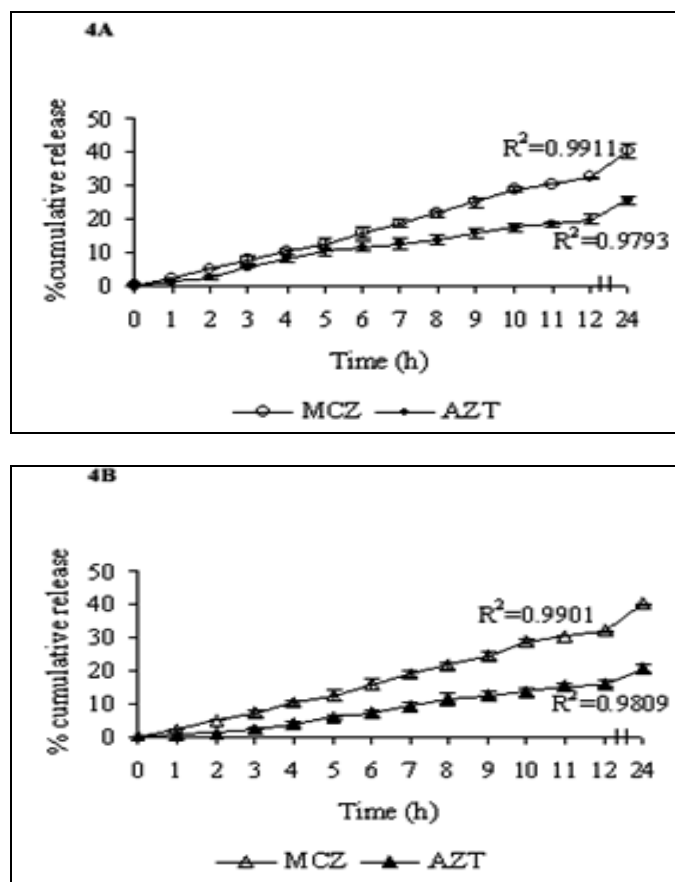 4A
%cumulative release
50
40
30
20
10
0
R²=0.9911
R²=0.9793
0 1 2 3 4 5 6 7 8 9 10 11 12 24
Time (h)
MCZ AZT
4B
% cumulative release
50
40
30
20
10
0
R²=0.9901
R²=0.9809
0 1 2 3 4 5 6 7 8 9 10 11 12 24
Time (h)
MCZ AZT